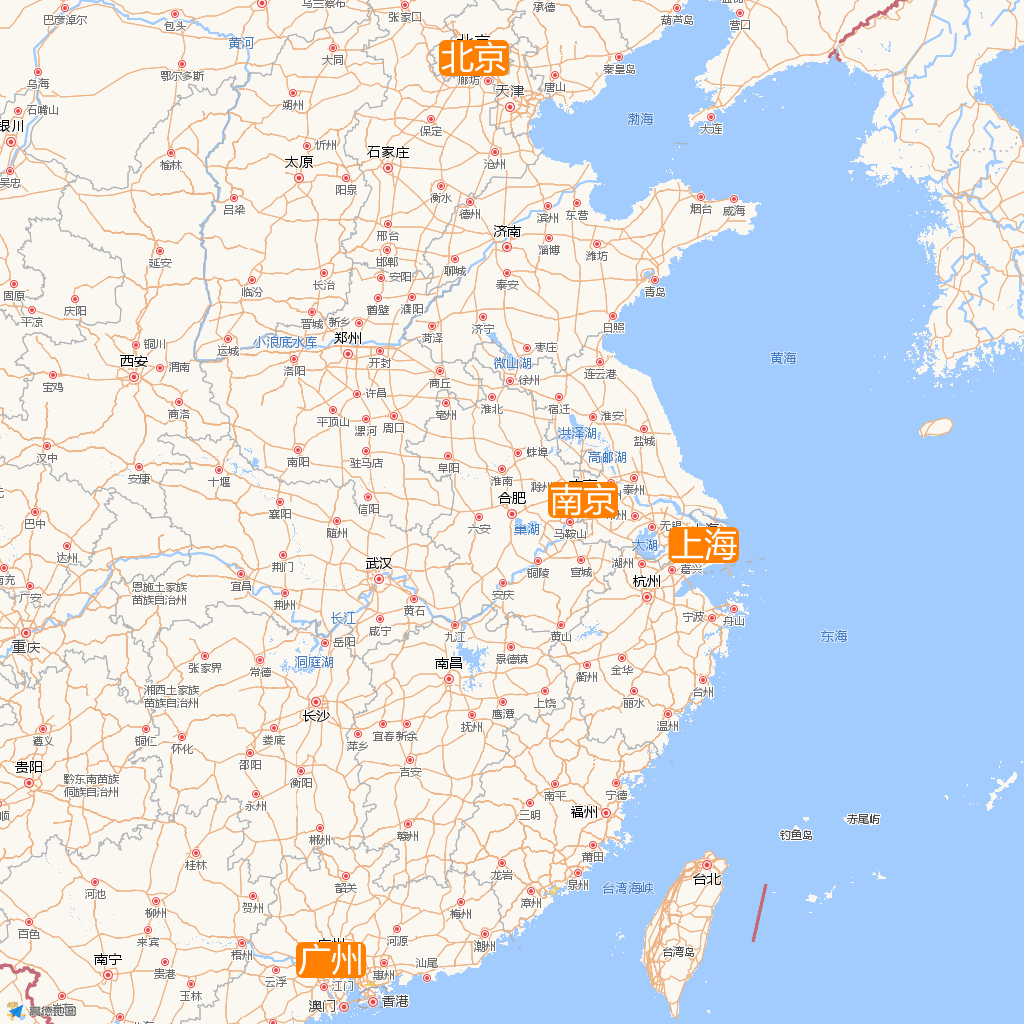 乌兰察布
张家口
承德
葫芦岛
营口
巴彦淖尔
包头
黄河
大同
北京
秦皇岛
鄂尔多斯
廊坊
唐山
天津
乌海
朔州
石嘴山
渤海
大连
银川
忻州
保定
榆林
太原
石家庄
沧州
吴忠
阳泉
衡水
吕梁
德州
滨州
东营
烟台
威海
济南
邢台
淄博
延安
邯郸
聊城
潍坊
固原
临汾
长治
安阳
泰安
青岛
庆阳
鹤壁
濮阳
平凉
晋城
新乡
菏泽
济宁
日照
铜川
运城
小浪底水库
郑州
枣庄
黄海
西安
渭南
洛阳
开封
微山湖
连云港
宝鸡
商丘
徐州
许昌
商洛
平顶山
亳州
淮北
宿迁
淮安
漯河
周口
洪泽湖
盐城
汉中
南阳
驻马店
阜阳
蚌埠
高邮湖
安康
十堰
淮南
滁州
泰州
襄阳
信阳
合肥
南京
巴中
随州
六安
巢湖
马鞍山
无锡
上海
达州
太湖
荆门
武汉
铜陵
宣城
湖州
嘉兴
南充
宜昌
杭州
广安
恩施土家族
苗族自治州
荆州
安庆
长江
黄石
宁波
舟山
重庆
岳阳
咸宁
九江
黄山
东海
洞庭湖
张家界
常德
南昌
景德镇
衢州
金华
湘西土家族
苗族自治州
台州
上饶
丽水
长沙
鹰潭
抚州
温州
遵义
铜仁
怀化
娄底
萍乡
宜春
新余
贵阳
邵阳
吉安
黔东南苗族
侗族自治州
衡阳
南平
宁德
永州
三明
福州
赤尾屿
郴州
赣州
钓鱼岛
桂林
莆田
龙岩
台湾海峡
台北
河池
韶关
泉州
柳州
贺州
漳州
梅州
百色
来宾
河源
潮州
梧州
广州
台湾岛
南宁
贵港
云浮
惠州
汕尾
玉林
江门
澳门
香港
高德地图